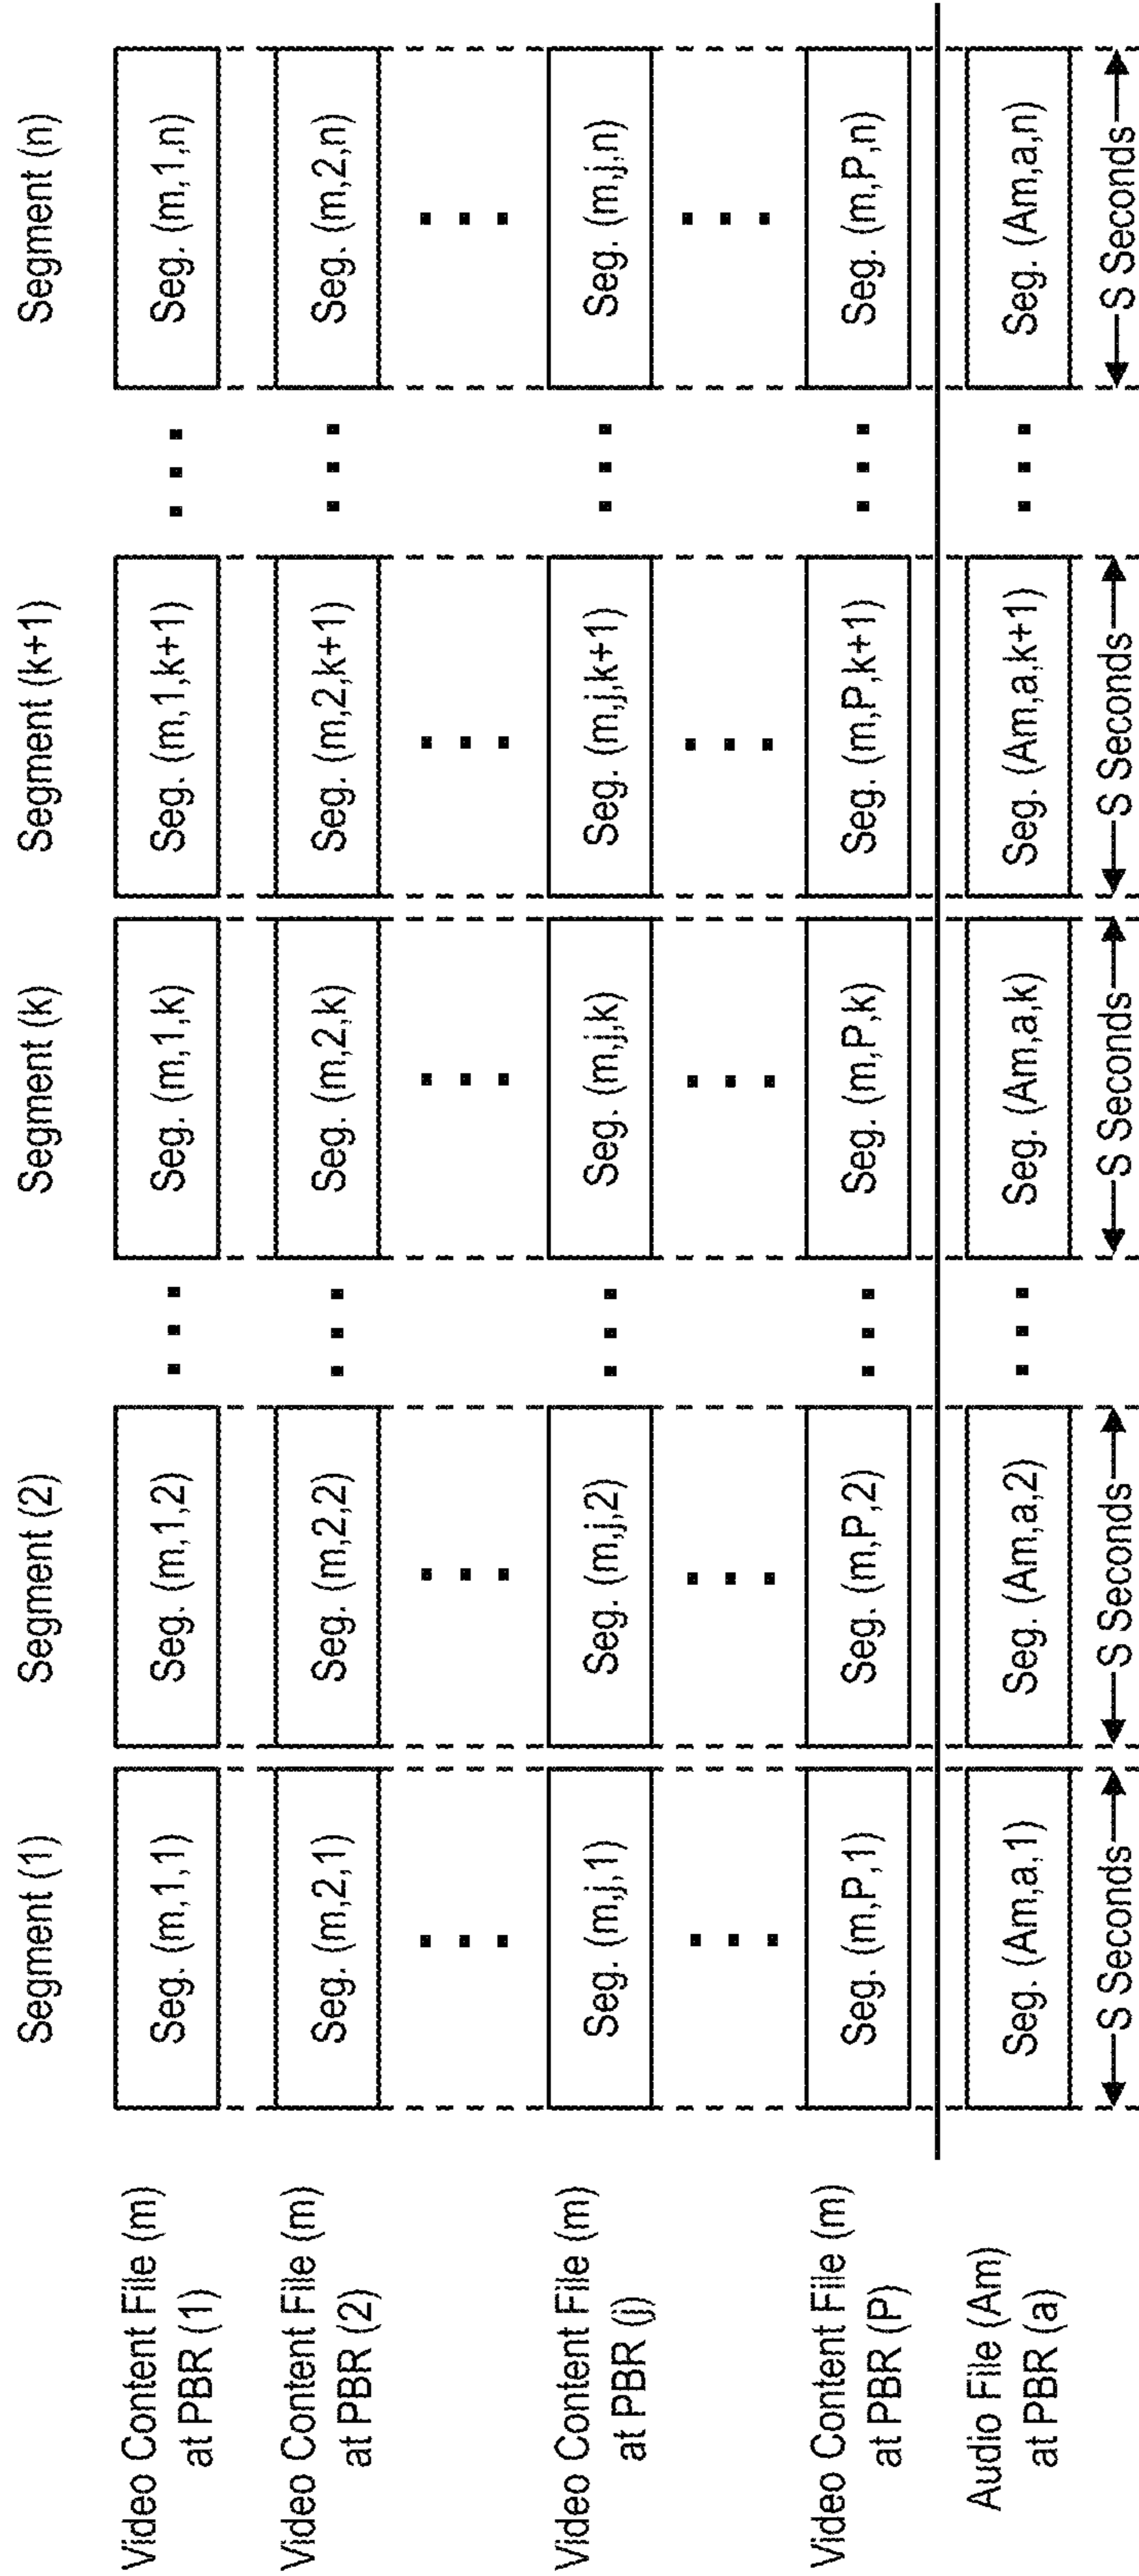 Segment (1) Segment (2) Segment (k) Segment (k+1) Segment (n)
Video Content File (m)
at PBR (1)
Seg. (m,1,1) Seg. (m,1,2) Seg. (m,1,k) Seg. (m,1,k+1) Seg. (m,1,n)
Video Content File (m)
at PBR (2)
Seg. (m,2,1) Seg. (m,2,2) Seg. (m,2,k) Seg. (m,2,k+1) Seg. (m,2,n)
Video Content File (m)
at PBR (j)
Seg. (m,j,1) Seg. (m,j,2) Seg. (m,j,k) Seg. (m,j,k+1) Seg. (m,j,n)
Video Content File (m)
at PBR (P)
Seg. (m,P,1) Seg. (m,P,2) Seg. (m,P,k) Seg. (m,P,k+1) Seg. (m,P,n)
Audio File (Am)
at PBR (a)
Seg. (Am,a,1) Seg. (Am,a,2) Seg. (Am,a,k) Seg. (Am,a,k+1) Seg. (Am,a,n)
S Seconds S Seconds S Seconds S Seconds S Seconds